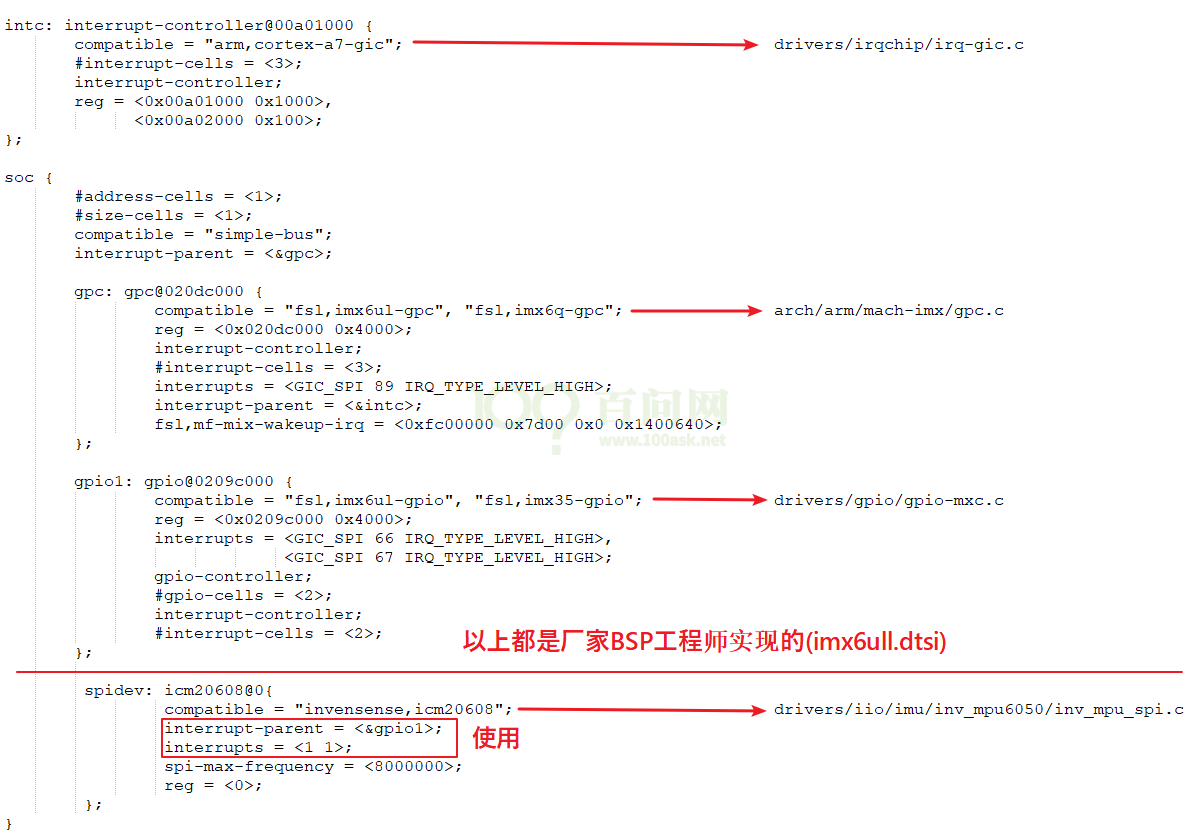 intc: interrupt-controller@00a01000 {
compatible = "arm,cortex-a7-gic"; drivers/irqchip/irq-gic.c
#interrupt-cells = <3>;
interrupt-controller;
reg = <0x00a01000 0x1000>,
<0x00a02000 0x100>;
};
soc {
#address-cells = <1>;
#size-cells = <1>;
compatible = "simple-bus";
interrupt-parent = <&gpc>;
gpc: gpc@020dc000 {
compatible = "fsl,imx6ul-gpc", "fsl,imx6q-gpc"; arch/arm/mach-imx/gpc.c
reg = <0x020dc000 0x4000>;
interrupt-controller;
#interrupt-cells = <3>;
interrupts = <GIC_SPI 89 IRQ_TYPE_LEVEL_HIGH>;
interrupt-parent = <&intc>;
fsl,mf-mix-wakeup-irq = <0xfc00000 0x7d00 0x0 0x1400640>;
};
百问网
www.100ask.net
gpio1: gpio@0209c000 {
compatible = "fsl,imx6ul-gpio", "fsl,imx35-gpio"; drivers/gpio/gpio-mxc.c
reg = <0x0209c000 0x4000>;
interrupts = <GIC_SPI 66 IRQ_TYPE_LEVEL_HIGH>,
<GIC_SPI 67 IRQ_TYPE_LEVEL_HIGH>;
gpio-controller;
#gpio-cells = <2>;
interrupt-controller;
#interrupt-cells = <2>;
};
以上都是厂家BSP工程师实现的(imx6ull.dtsi)
spidev: icm20608@0{
compatible = "invensense,icm20608"; drivers/iio/imu/inv_mpu6050/inv_mpu_spi.c
interrupt-parent = <&gpio1>;
interrupts = <1 1>;
使用
spi-max-frequency = <8000000>;
reg = <0>;
};
}